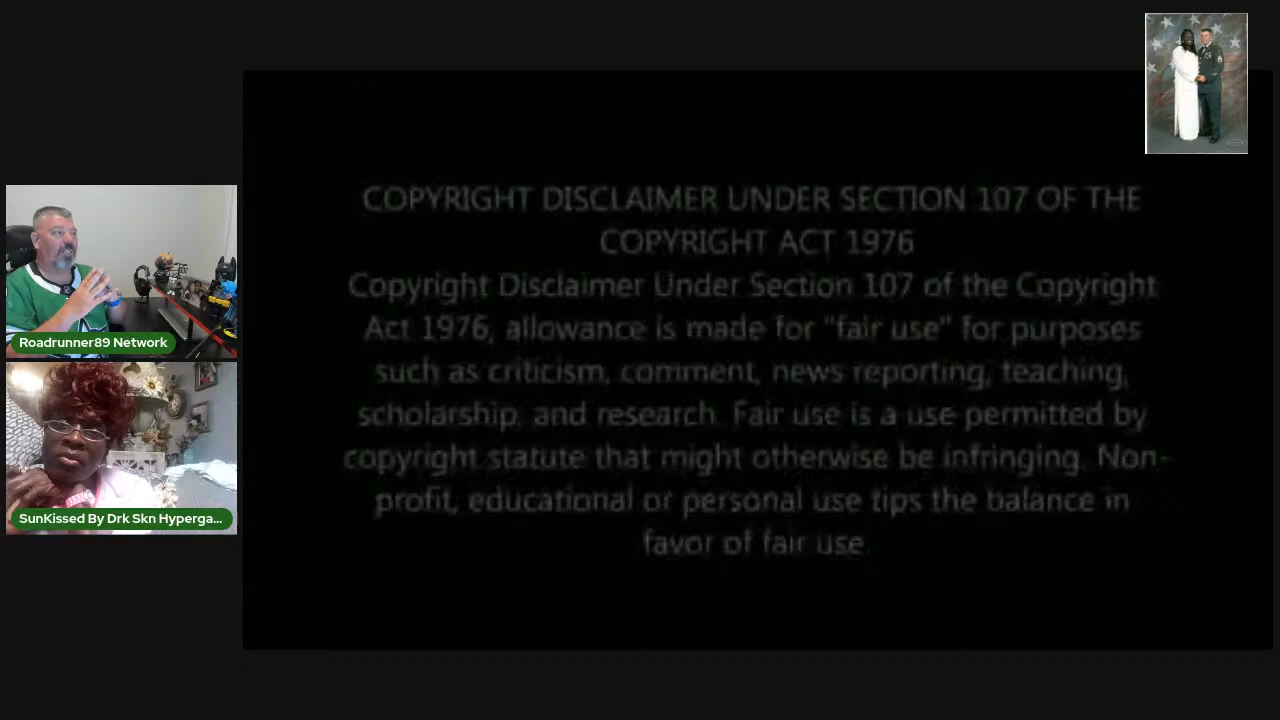 COPYRIGHT DISCLAIMER UNDER SECTION 107 OF THE
COPYRIGHT ACT 1976
Copyright Disclaimer Under Section 107 of the Copyright
Act 1976, allowance is made for "fair use" for purposes
such as criticism, comment, news reporting, teaching,
scholarship, and research. Fair use is a use permitted by
copyright statute that might otherwise be infringing. Non-
profit, educational or personal use tips the balance in
favor of fair use.
Roadrunner89 Network
SunKissed By Drk Skn Hyperga...